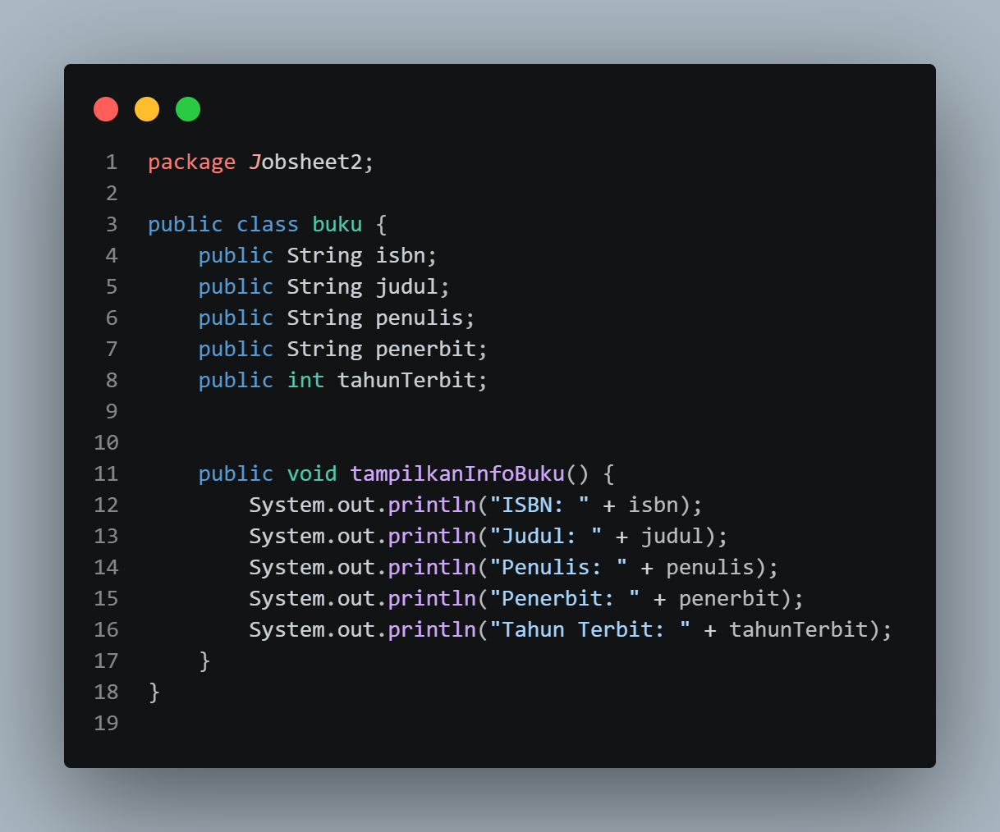 1 package Jobsheet2;
2
3 public class buku {
4     public String isbn;
5     public String judul;
6     public String penulis;
7     public String penerbit;
8     public int tahunTerbit;
9
10
11     public void tampilkanInfoBuku() {
12         System.out.println("ISBN: " + isbn);
13         System.out.println("Judul: " + judul);
14         System.out.println("Penulis: " + penulis);
15         System.out.println("Penerbit: " + penerbit);
16         System.out.println("Tahun Terbit: " + tahunTerbit);
17     }
18 }
19